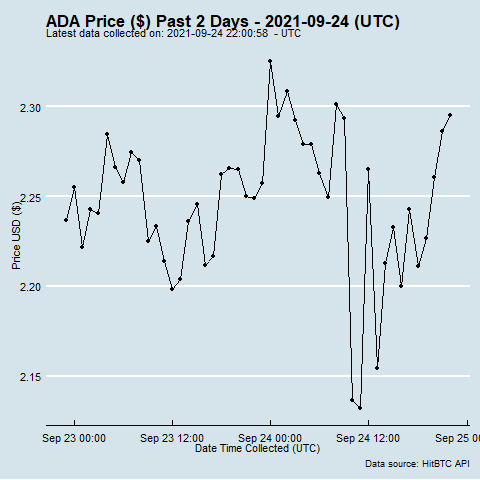 ADA Price ($) Past 2 Days - 2021-09-24 (UTC)
Latest data collected on: 2021-09-24 22:00:58 - UTC
Price USD ($)
2.30
2.25
2.20
2.15
Sep 23 00:00 Sep 23 12:00 Sep 24 00:00 Sep 24 12:00 Sep 25 00
Date Time Collected (UTC)
Data source: HitBTC API